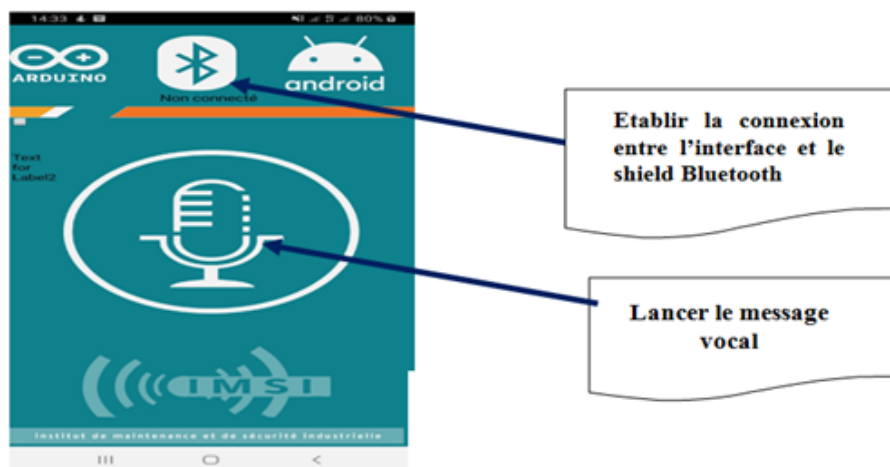 14:33 80%
ARDUINO
android
Non connecté
Text
for
Label2
Etablir la connexion
entre l'interface et le
shield Bluetooth
Lancer le message
vocal
IMSI
Institut de maintenance et de sécurité Industrielle